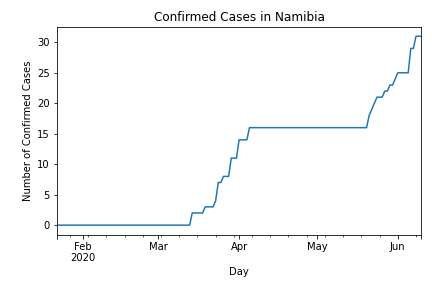 Confirmed Cases in Namibia
30
25
20
15
10
5
0
Number of Confirmed Cases
Feb
2020
Mar
Apr
May
Jun
Day